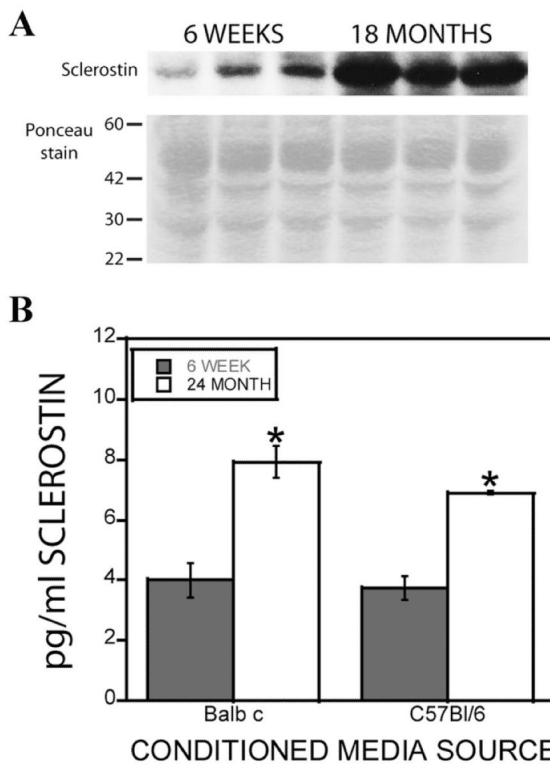 A
6 WEEKS 18 MONTHS
Sclerostin
Ponceau
stain
60
42
30
22
B
12
10
8
6
4
2
0
pg/ml SCLEROSTIN
6 WEEK
24 MONTH
*
*
Balb c C57Bl/6
CONDITIONED MEDIA SOURCE